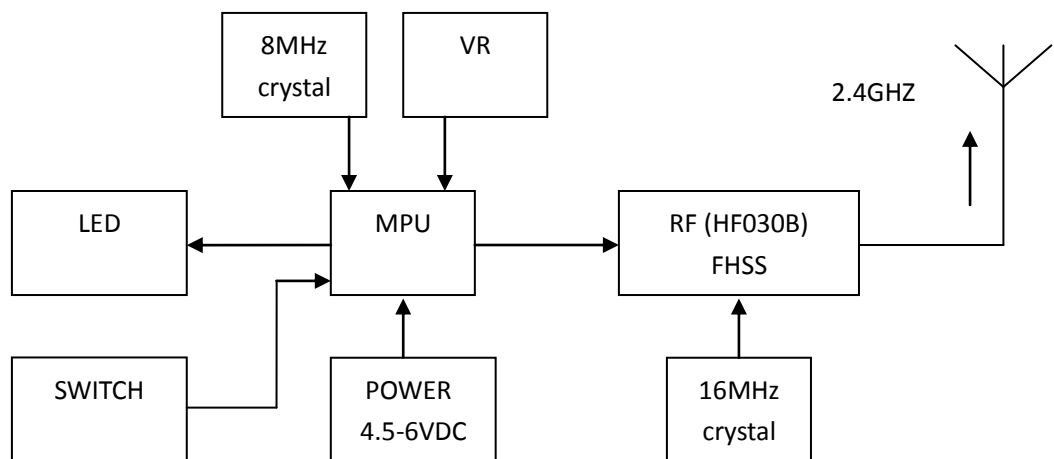 8MHz
crystal
VR
2.4GHZ
LED
MPU
RF (HF030B)
FHSS
SWITCH
POWER
4.5-6VDC
16MHz
crystal